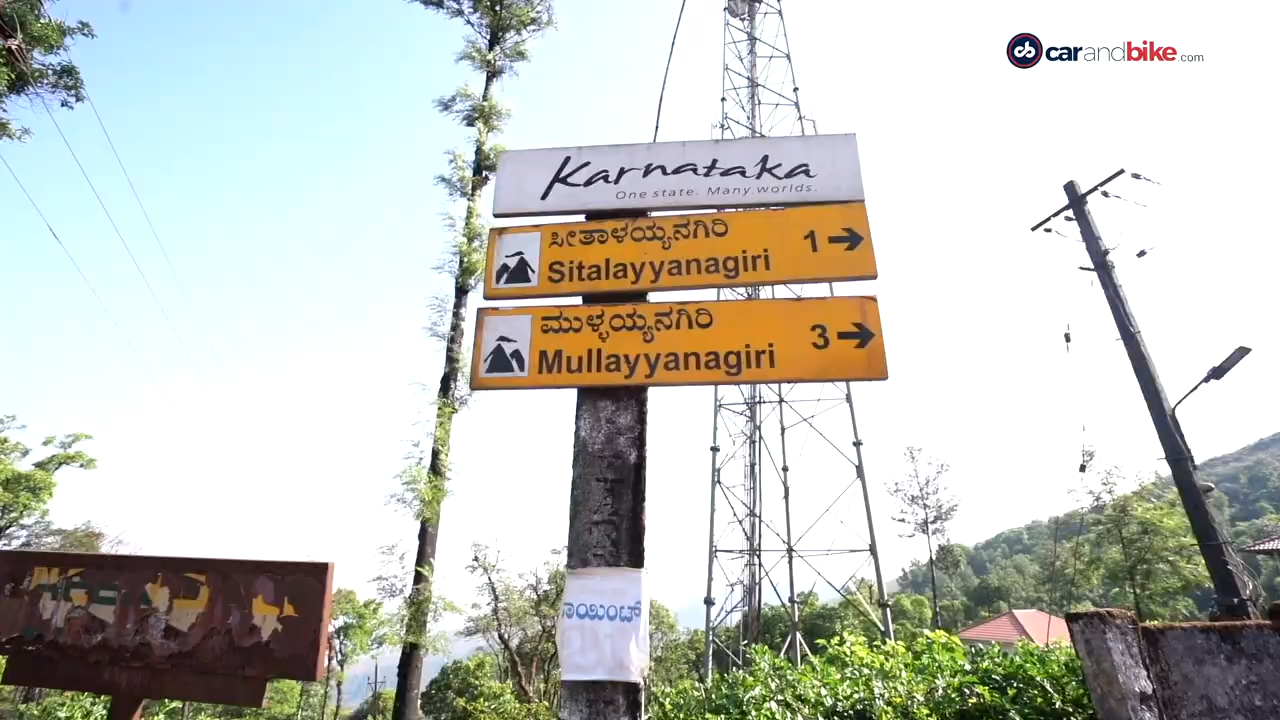 carandbike.com
Karnataka
One state. Many worlds.
ಸೀತಾಳಯ್ಯನಗಿರಿ
Sitalayyanagiri 1
ಮುಳ್ಳಯ್ಯನಗಿರಿ
Mullayyanagiri 3
ಾಯಿಂಟ್